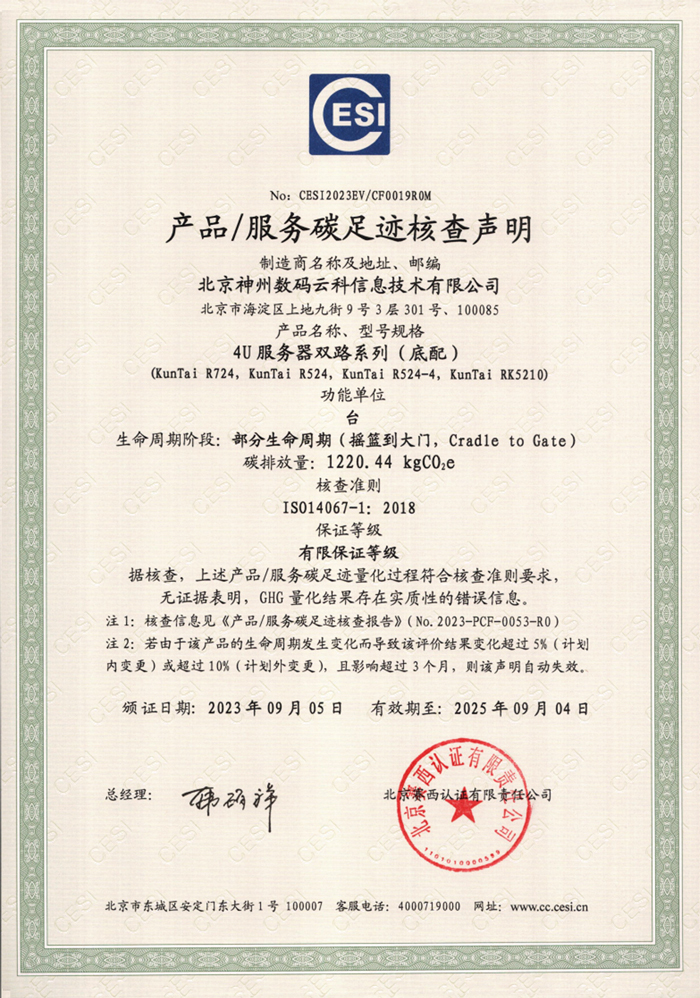 CESI
No: CESI2023EV/CF0019R0M
产品/服务碳足迹核查声明
制造商名称及地址、邮编
北京神州数码云科信息技术有限公司
北京市海淀区上地九街9号3层301号、100085
产品名称、型号规格
4U服务器双路系列（底配）
(KunTai R724, KunTai R524, KunTai R524-4, KunTai RK5210)
功能单位
台
生命周期阶段：部分生命周期（摇篮到大门，Cradle to Gate）
碳排放量：1220.44 kgCO₂e
核查准则
ISO14067-1: 2018
保证等级
有限保证等级
据核查，上述产品/服务碳足迹量化过程符合核查准则要求，
无证据表明，GHG量化结果存在实质性的错误信息。
注1：核查信息见《产品/服务碳足迹核查报告》(No.2023-PCF-0053-R0)
注2：若由于该产品的生命周期发生变化而导致该评价结果变化超过5%（计划
内变更）或超过10%（计划外变更），且影响超过3个月，则该声明自动失效。
颁证日期：2023年09月05日 有效期至：2025年09月04日
总经理：
北京赛西认证有限责任公司
北京赛西认证有限责任公司
1101010900599
北京市东城区安定门东大街1号 100007 客服电话：4000719000 网址：www.cc.cesi.cn